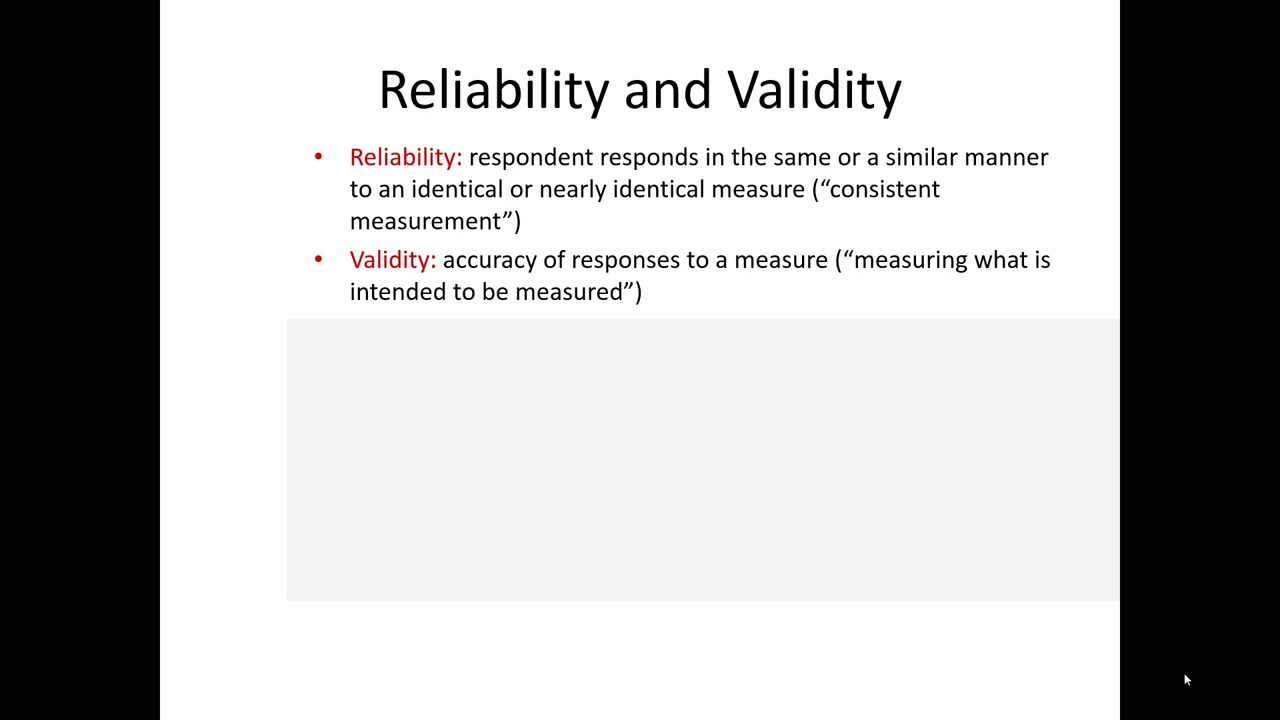 Reliability and Validity
• Reliability: respondent responds in the same or a similar manner
to an identical or nearly identical measure (“consistent
measurement”)
• Validity: accuracy of responses to a measure (“measuring what is
intended to be measured”)